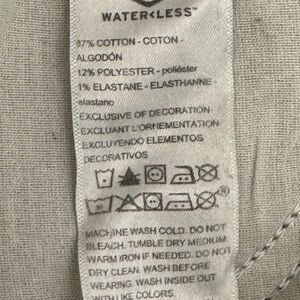 WATER<LESS™
87% COTTON - COTON -
ALGODÓN
12% POLYESTER - poliéster
1% ELASTANE - ELASTHANNE -
elastano
EXCLUSIVE OF DECORATION
EXCLUANT L'ORNEMENTATION
EXCLUYENDO ELEMENTOS
DECORATIVOS
®
MACHINE WASH COLD. DO NOT
BLEACH. TUMBLE DRY MEDIUM.
WARM IRON IF NEEDED. DO NOT
DRY CLEAN. WASH BEFORE
WEARING. WASH INSIDE OUT
WITH LIKE COLORS.